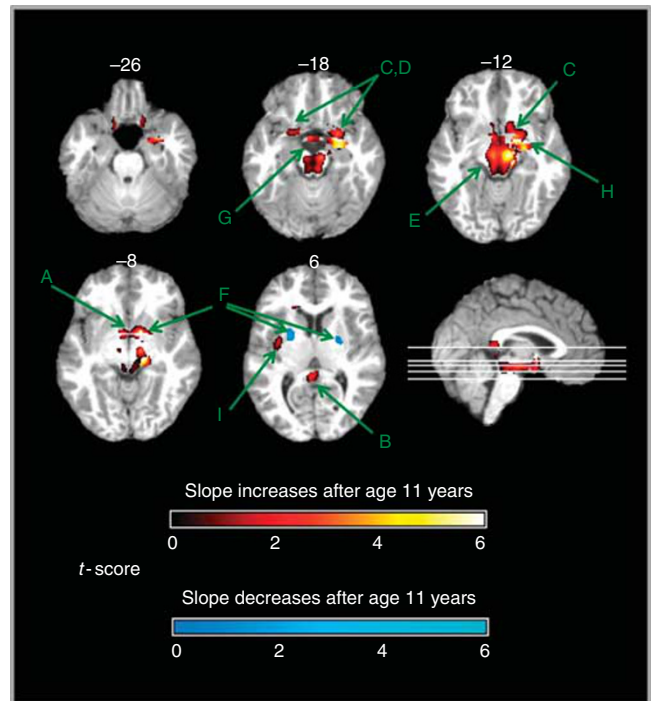 –26
–18
C,D
–12
C
G
E
H
–8
A
F
6
I
B
Slope increases after age 11 years
0 2 4 6
t-score
Slope decreases after age 11 years
0 2 4 6